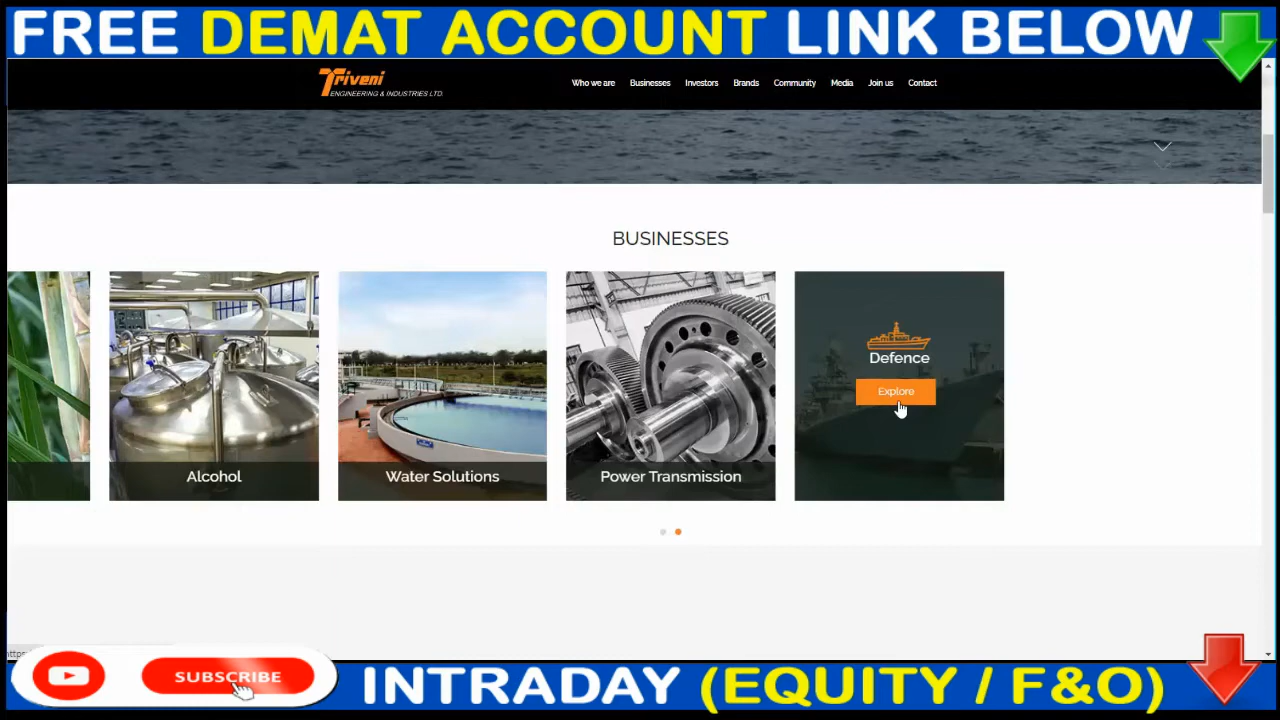 FREE DEMAT ACCOUNT LINK BELOW
Triveni
ENGINEERING & INDUSTRIES LTD.
Who we are Businesses Investors Brands Community Media Join us Contact
BUSINESSES
Defence
Explore
Alcohol Water Solutions Power Transmission
https
SUBSCRIBE
INTRADAY (EQUITY / F&O)